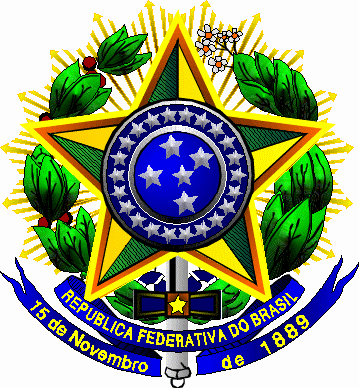 REPUBLICA FEDERATIVA DO BRASIL
15 de Novembro de 1889